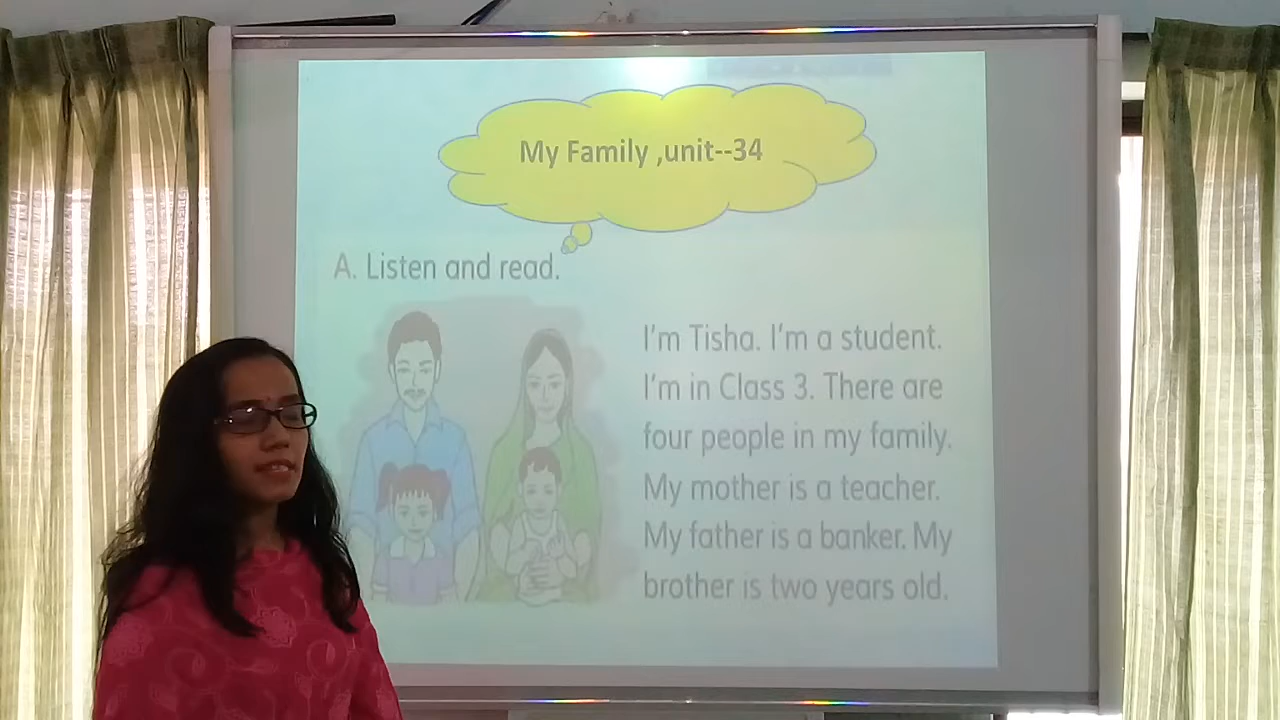 My Family ,unit--34
A. Listen and read.
I'm Tisha. I'm a student.
I'm in Class 3. There are
four people in my family.
My mother is a teacher.
My father is a banker. My
brother is two years old.